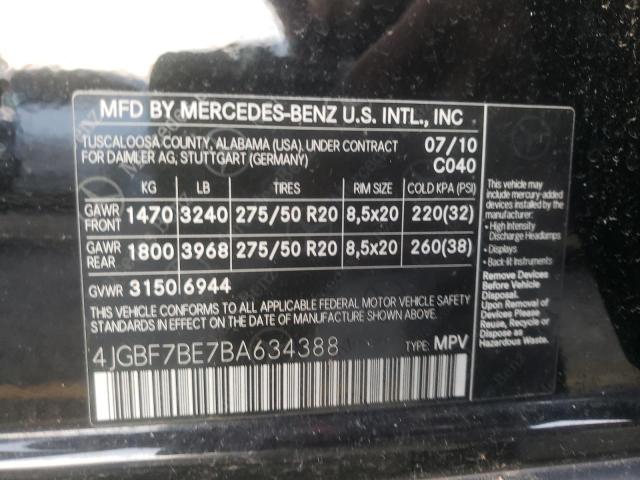 MFD BY MERCEDES-BENZ U.S. INTL., INC
TUSCALOOSA COUNTY, ALABAMA (USA), UNDER CONTRACT
FOR DAIMLER AG, STUTTGART (GERMANY)
07/10
C040
KG LB TIRES RIM SIZE COLD KPA (PSI)
GAWR FRONT 1470 3240 275/50 R20 8,5x20 220(32)
GAWR REAR 1800 3968 275/50 R20 8,5x20 260(38)
GVWR 3150 6944
THIS VEHICLE CONFORMS TO ALL APPLICABLE FEDERAL MOTOR VEHICLE SAFETY
STANDARDS IN EFFECT ON THE DATE OF MANUFACTURE SHOWN ABOVE.
4JGBF7BE7BA634388 TYPE: MPV
This vehicle may
include mercury-added
devices installed by the
manufacturer:
• High Intensity
Discharge Headlamps
• Displays
• Back-lit Instruments
Remove Devices
Before Vehicle
Disposal.
Upon Removal of
Devices Please
Reuse, Recycle or
Dispose as
Hazardous Waste.